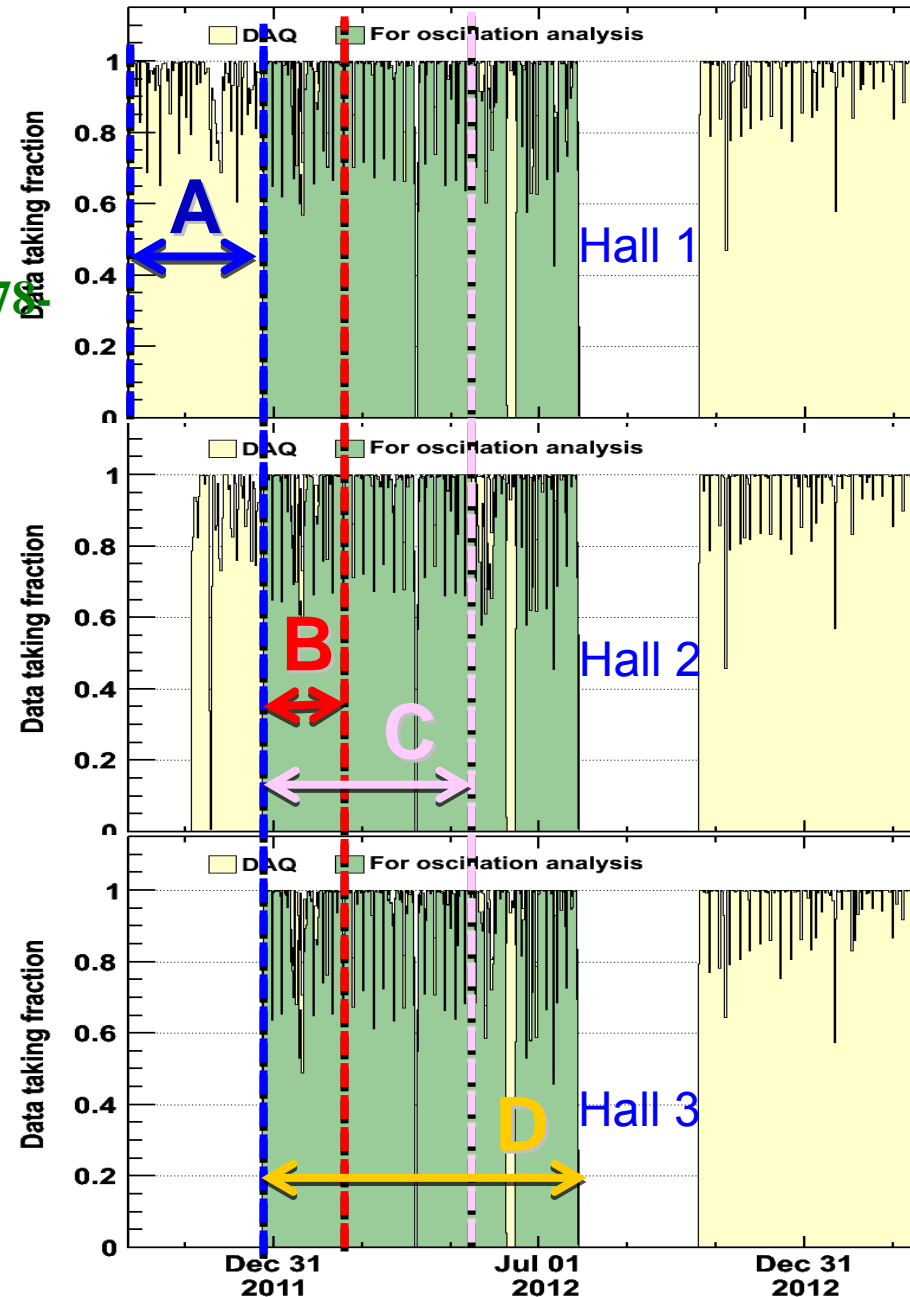 DAQ For oscillation analysis
1
0.8
A
0.6
Hall 1
0.4
78-
Data taking fraction
0.2
0
DAQ For oscillation analysis
1
0.8
B
0.6
Hall 2
0.4
C
Data taking fraction
0.2
0
DAQ For oscillation analysis
1
0.8
0.6
Hall 3
0.4
D
Data taking fraction
0.2
0
Dec 31 Jul 01 Dec 31
2011 2012 2012